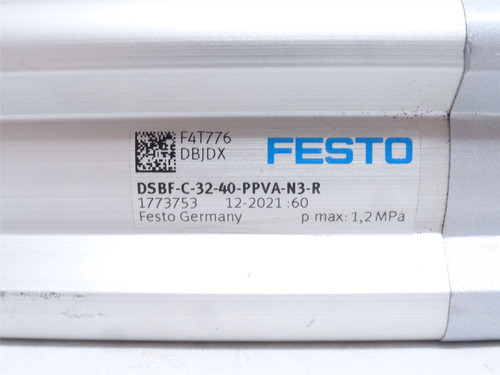 F4T776
DBJDX
FESTO
DSBF-C-32-40-PPVA-N3-R
1773753 12-2021 :60
Festo Germany p max: 1,2 MPa